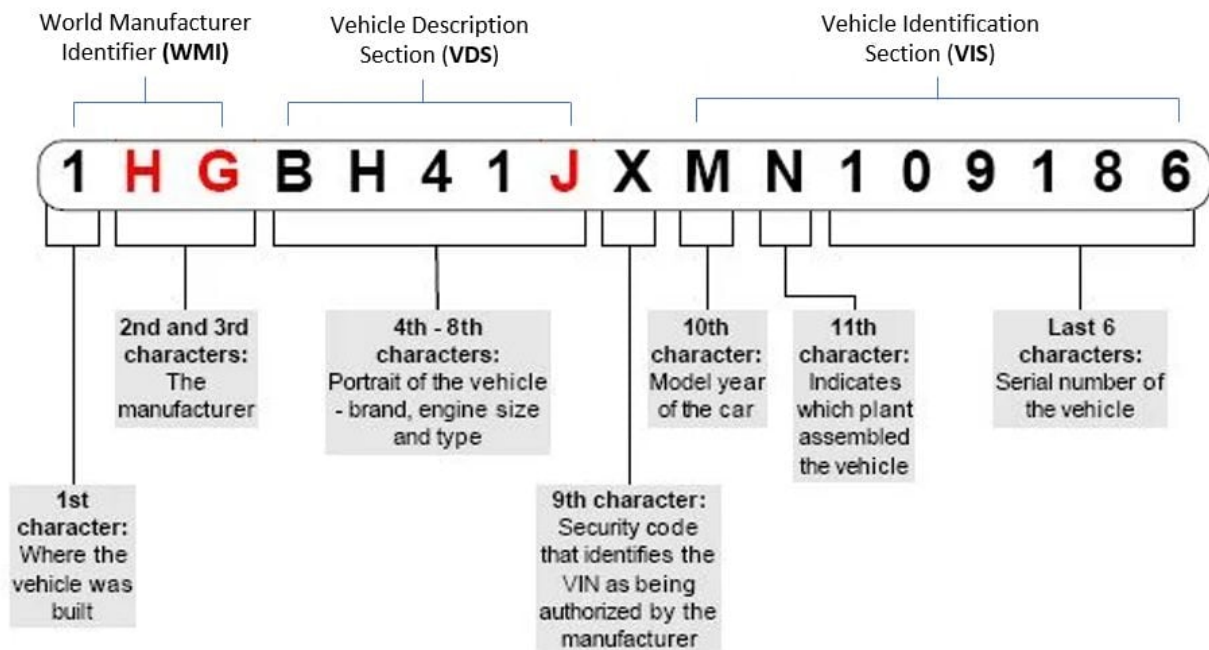 World Manufacturer
Identifier (WMI)
Vehicle Description
Section (VDS)
Vehicle Identification
Section (VIS)
1 H G B H 4 1 J X M N 1 0 9 1 8 6
2nd and 3rd
characters:
The
manufacturer
4th - 8th
characters:
Portrait of the vehicle
- brand, engine size
and type
10th
character:
Model year
of the car
11th
character:
Indicates
which plant
assembled
the vehicle
Last 6
characters:
Serial number of
the vehicle
1st
character:
Where the
vehicle was
built
9th character:
Security code
that identifies the
VIN as being
authorized by the
manufacturer